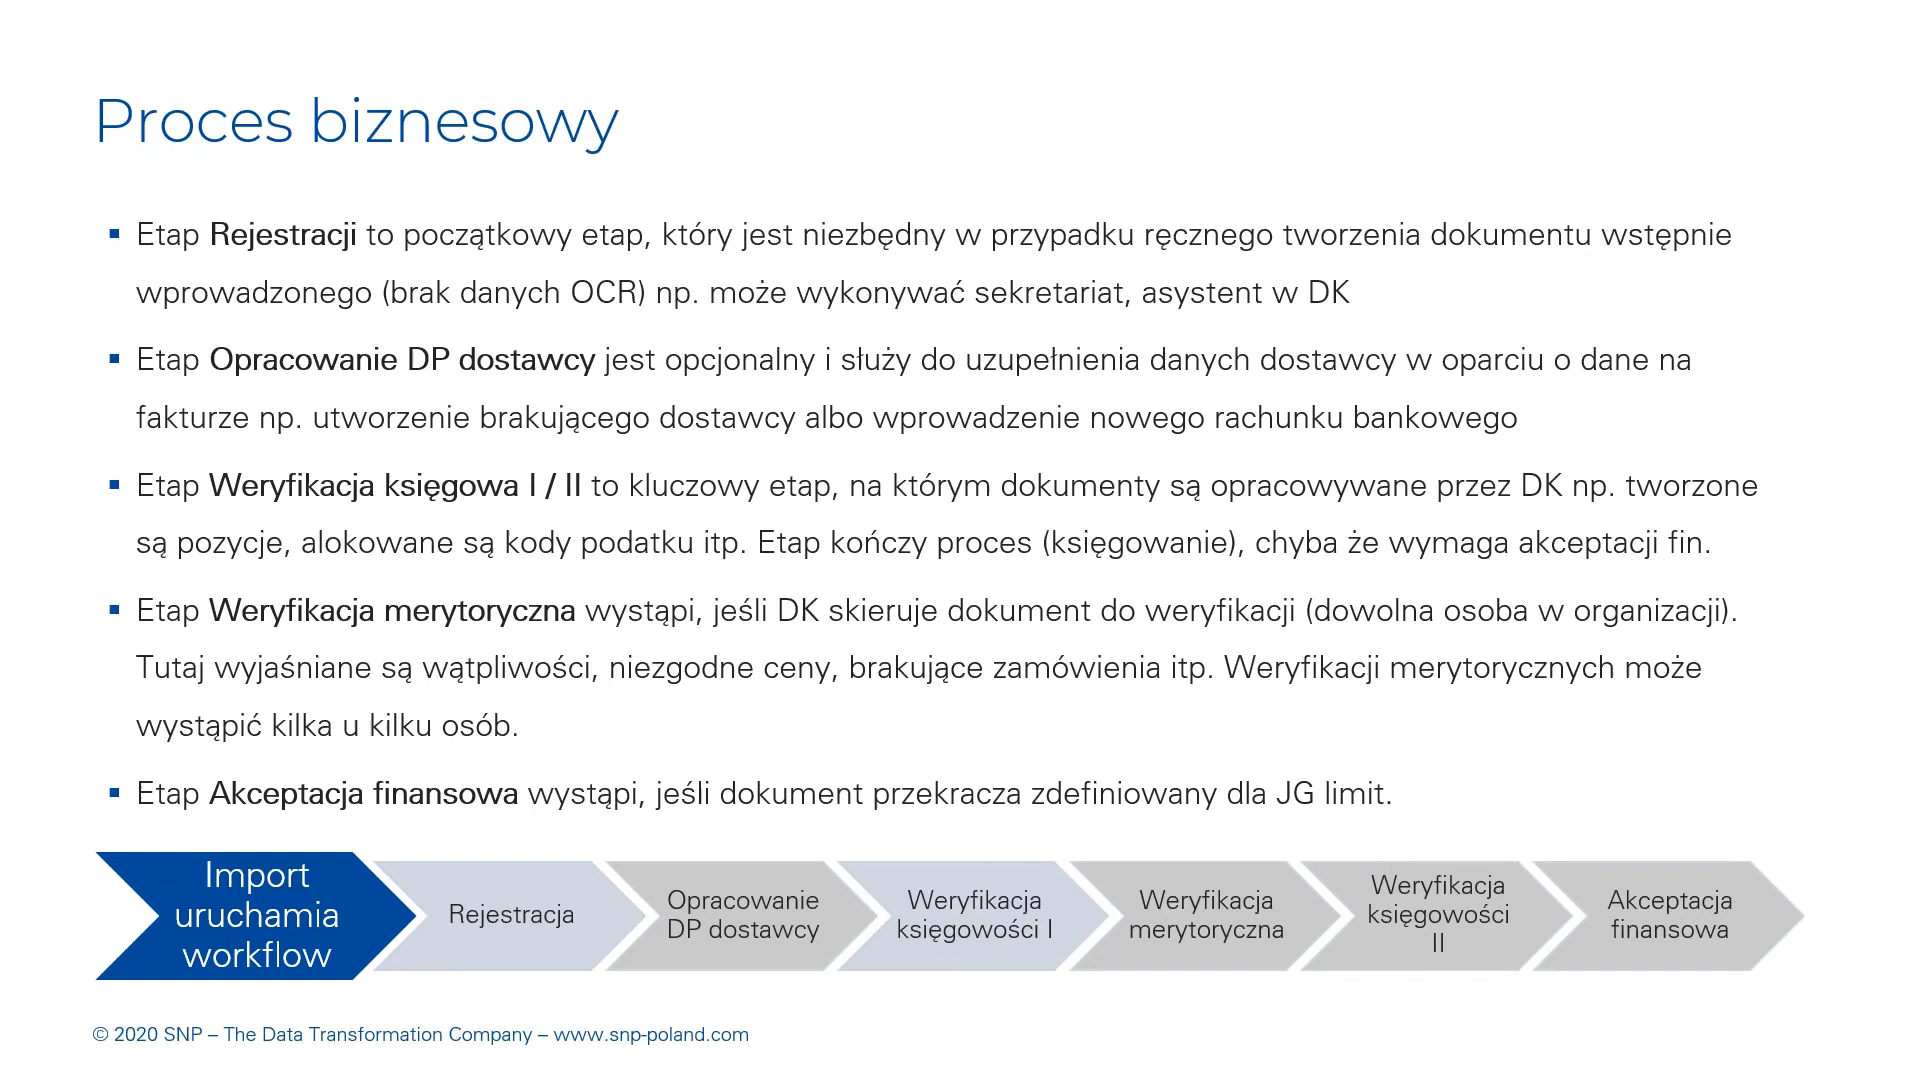 Proces biznesowy
▪ Etap Rejestracji to początkowy etap, który jest niezbędny w przypadku ręcznego tworzenia dokumentu wstępnie
wprowadzonego (brak danych OCR) np. może wykonywać sekretariat, asystent w DK
▪ Etap Opracowanie DP dostawcy jest opcjonalny i służy do uzupełnienia danych dostawcy w oparciu o dane na
fakturze np. utworzenie brakującego dostawcy albo wprowadzenie nowego rachunku bankowego
▪ Etap Weryfikacja księgowa I / II to kluczowy etap, na którym dokumenty są opracowywane przez DK np. tworzone
są pozycje, alokowane są kody podatku itp. Etap kończy proces (księgowanie), chyba że wymaga akceptacji fin.
▪ Etap Weryfikacja merytoryczna wystąpi, jeśli DK skieruje dokument do weryfikacji (dowolna osoba w organizacji).
Tutaj wyjaśniane są wątpliwości, niezgodne ceny, brakujące zamówienia itp. Weryfikacji merytorycznych może
wystąpić kilka u kilku osób.
▪ Etap Akceptacja finansowa wystąpi, jeśli dokument przekracza zdefiniowany dla JG limit.
Import
uruchamia
workflow
Rejestracja
Opracowanie
DP dostawcy
Weryfikacja
księgowości I
Weryfikacja
merytoryczna
Weryfikacja
księgowości
II
Akceptacja
finansowa
© 2020 SNP – The Data Transformation Company – www.snp-poland.com